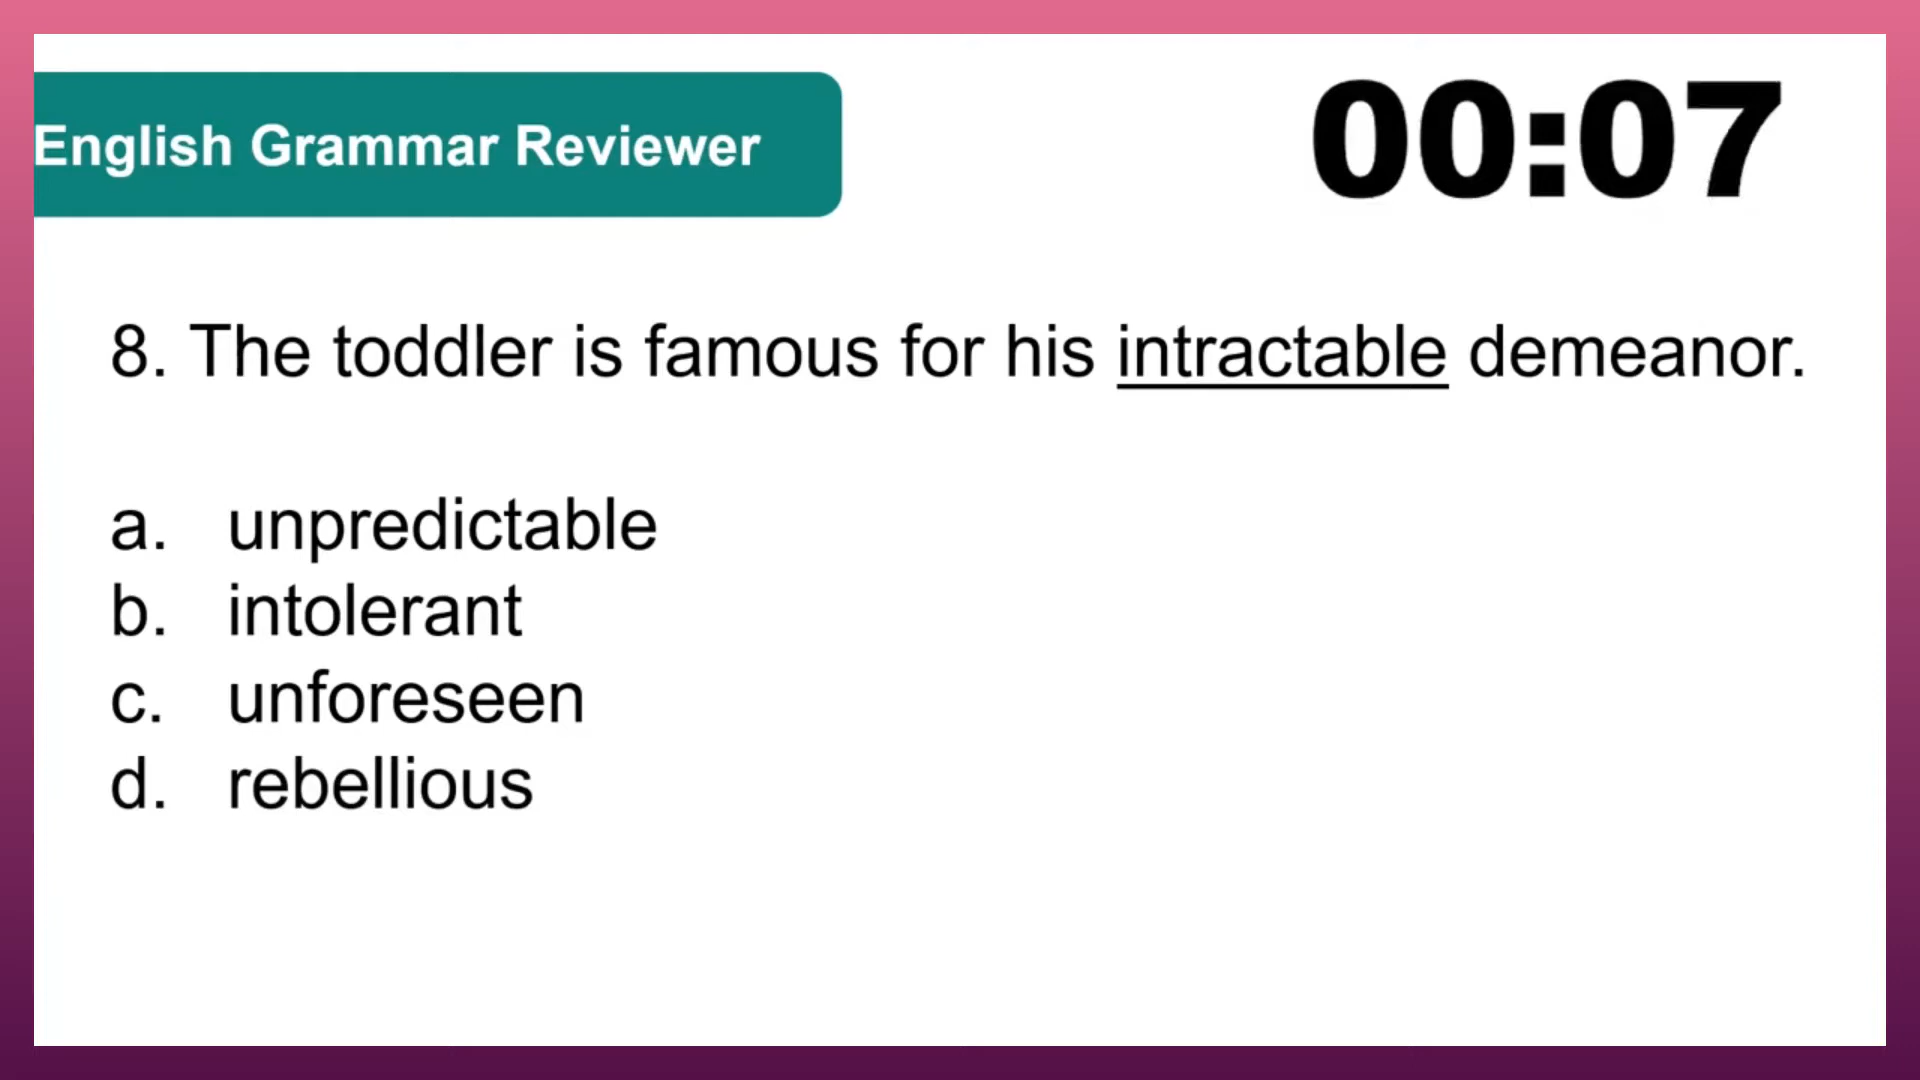 English Grammar Reviewer
00:07
8. The toddler is famous for his intractable demeanor.
a. unpredictable
b. intolerant
c. unforeseen
d. rebellious